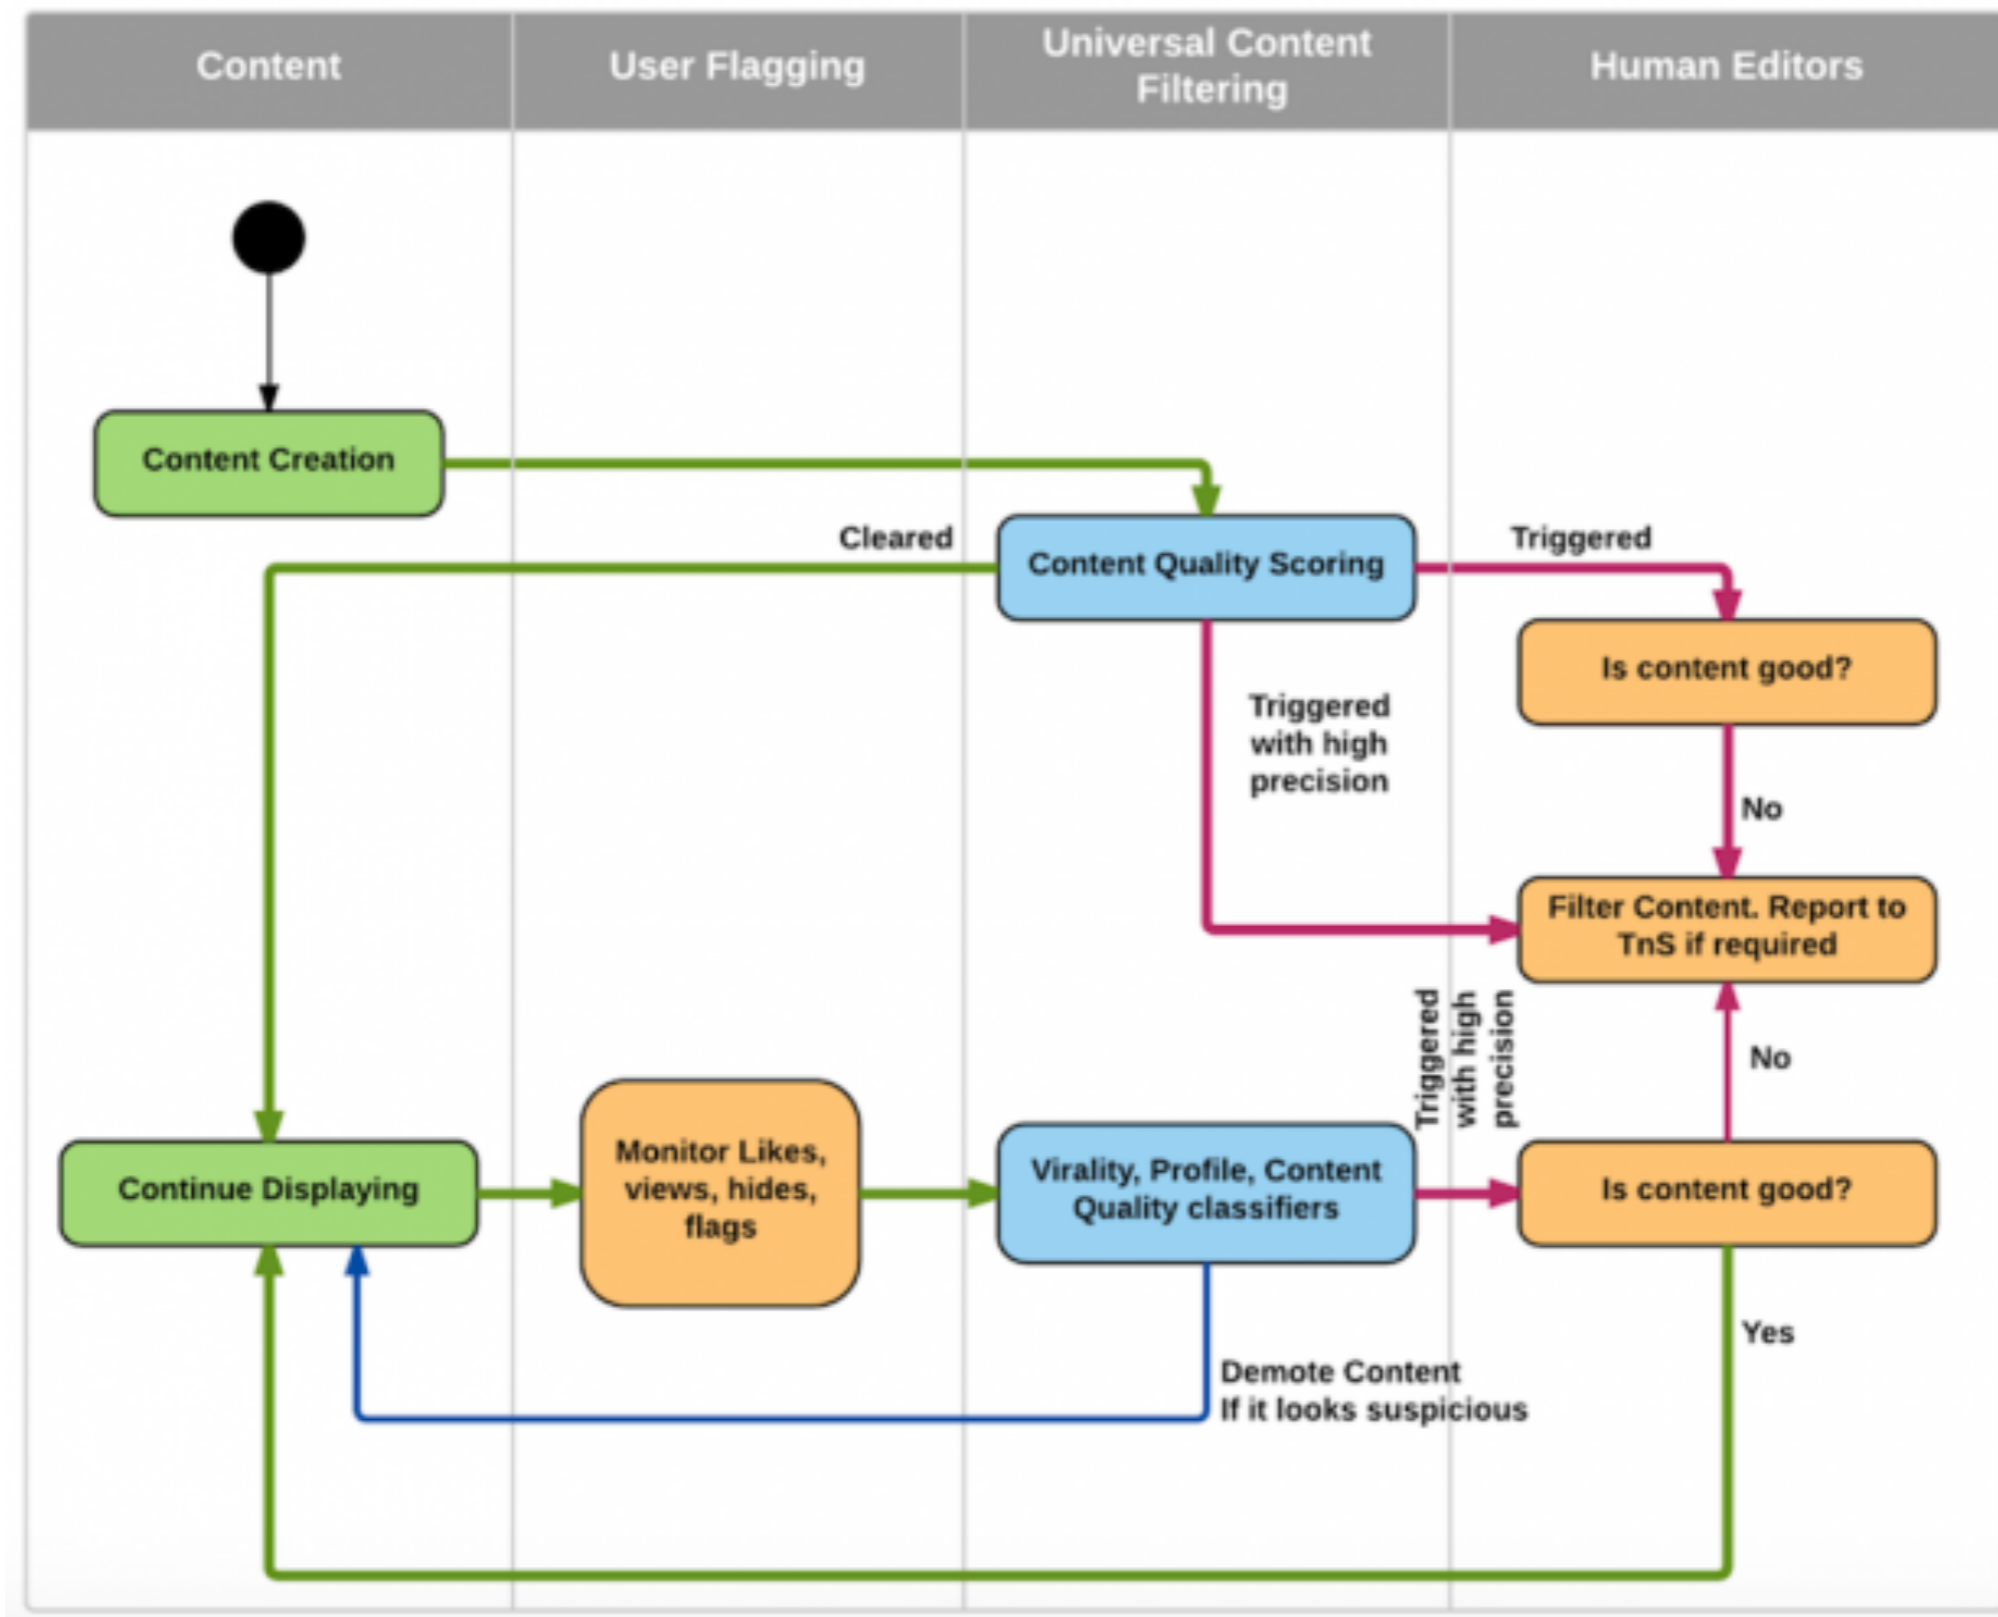 Content
User Flagging
Universal Content
Filtering
Human Editors
Content Creation
Cleared
Content Quality Scoring
Triggered
Is content good?
Triggered
with high
precision
No
Filter Content. Report to
TnS if required
Triggered
with high
precision
No
Continue Displaying
Monitor Likes,
views, hides,
flags
Virality, Profile, Content
Quality classifiers
Is content good?
Yes
Demote Content
If it looks suspicious